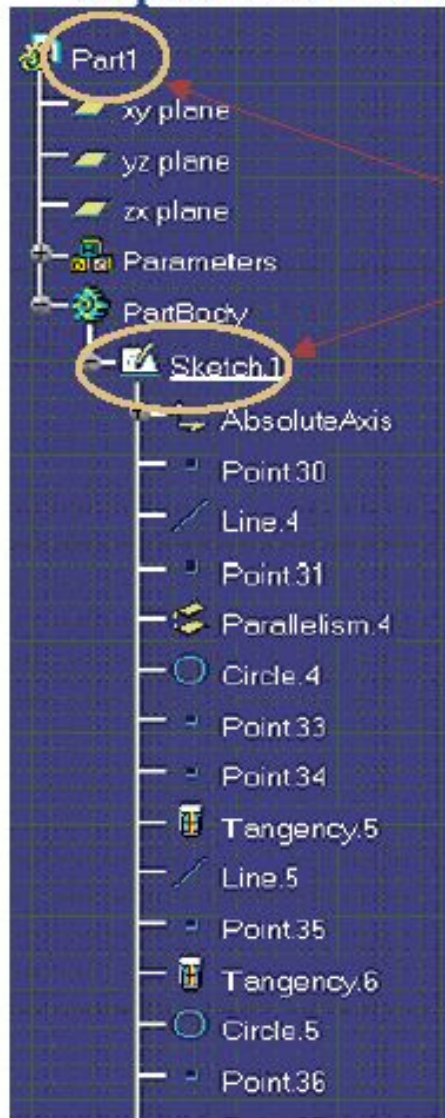 Part1
xy plane
yz plane
zx plane
Parameters
PartBody
Sketch.1
AbsoluteAxis
Point.30
Line.4
Point.31
Parallelism.4
Circle.4
Point.33
Point.34
Tangency.5
Line.5
Point.35
Tangency.6
Circle.5
Point.36